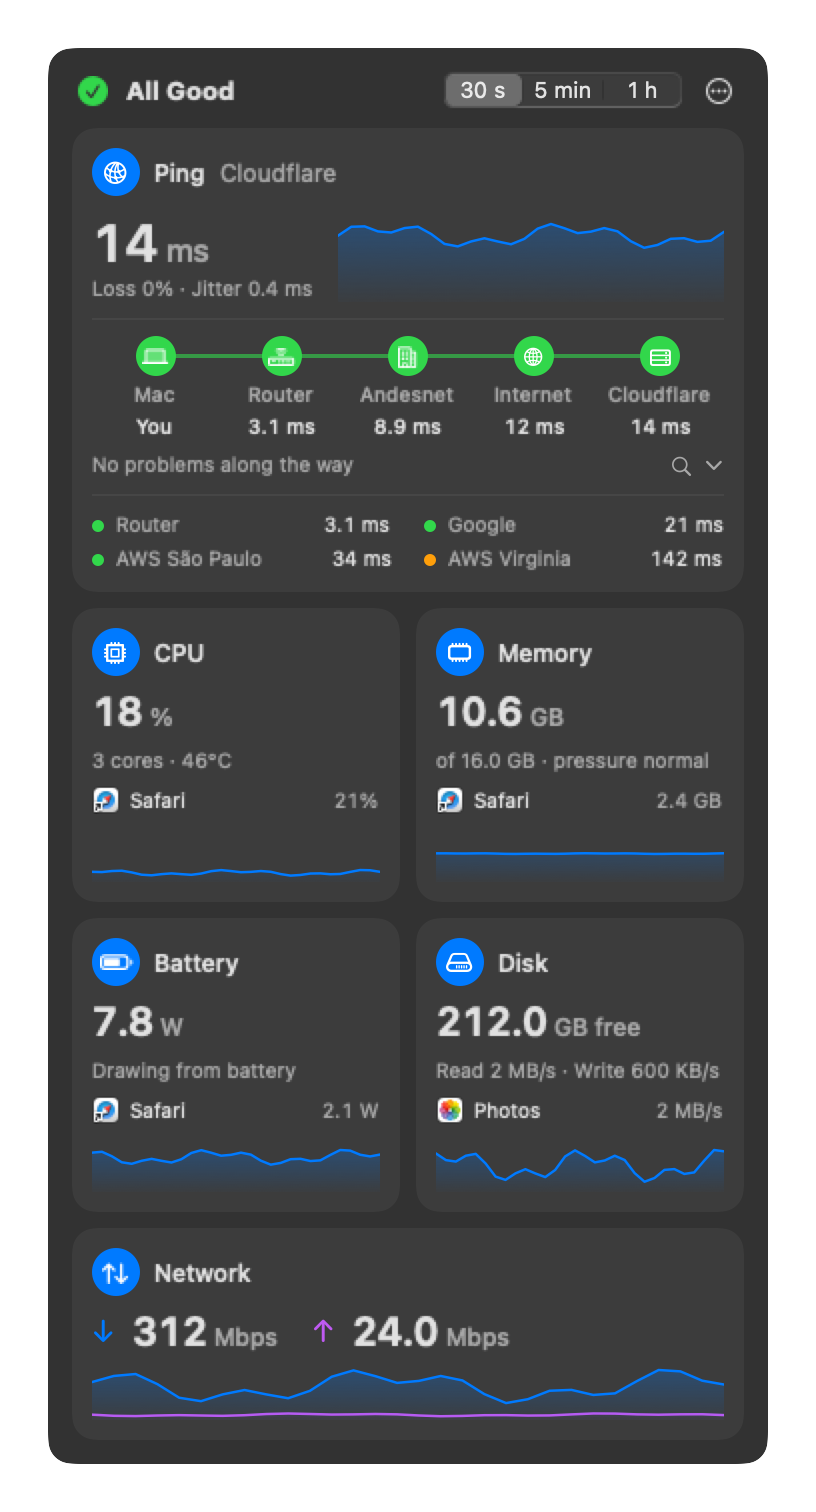 All Good
30 s 5 min 1 h
Ping Cloudflare
14 ms
Loss 0% · Jitter 0.4 ms
Mac Router Andesnet Internet Cloudflare
You 3.1 ms 8.9 ms 12 ms 14 ms
No problems along the way
Router 3.1 ms Google 21 ms
AWS São Paulo 34 ms AWS Virginia 142 ms
CPU
18 %
3 cores · 46°C
Safari 21%
Memory
10.6 GB
of 16.0 GB · pressure normal
Safari 2.4 GB
Battery
7.8 W
Drawing from battery
Safari 2.1 W
Disk
212.0 GB free
Read 2 MB/s · Write 600 KB/s
Photos 2 MB/s
Network
↓ 312 Mbps ↑ 24.0 Mbps